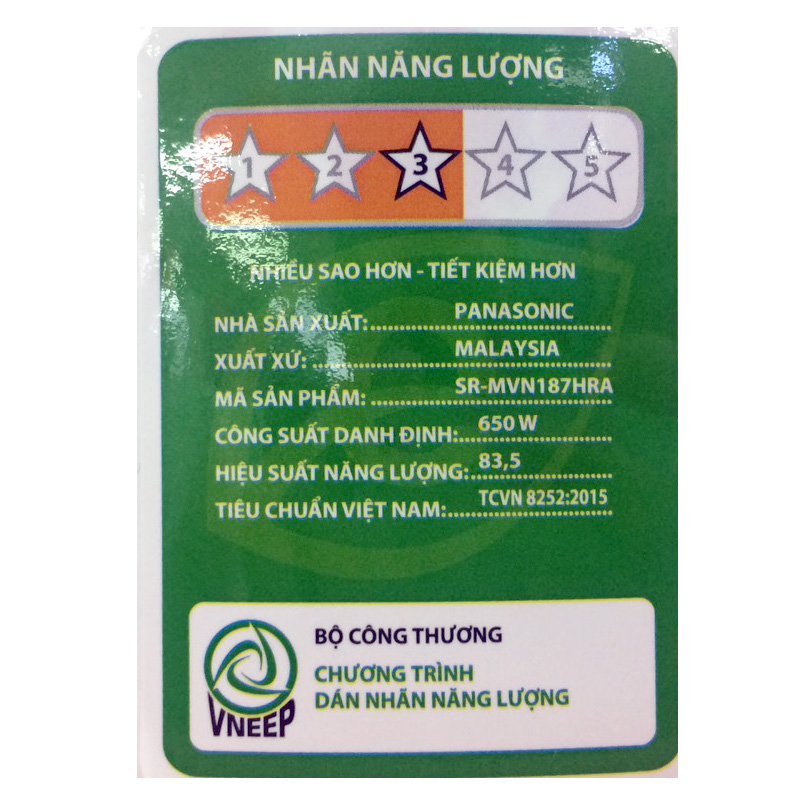 NHÃN NĂNG LƯỢNG
1 2 3 4 5
NHIỀU SAO HƠN - TIẾT KIỆM HƠN
NHÀ SẢN XUẤT: PANASONIC
XUẤT XỨ: MALAYSIA
MÃ SẢN PHẨM: SR-MVN187HRA
CÔNG SUẤT DANH ĐỊNH: 650 W
HIỆU SUẤT NĂNG LƯỢNG: 83,5
TIÊU CHUẨN VIỆT NAM: TCVN 8252:2015
BỘ CÔNG THƯƠNG
CHƯƠNG TRÌNH
DÁN NHÃN NĂNG LƯỢNG
VNEEP